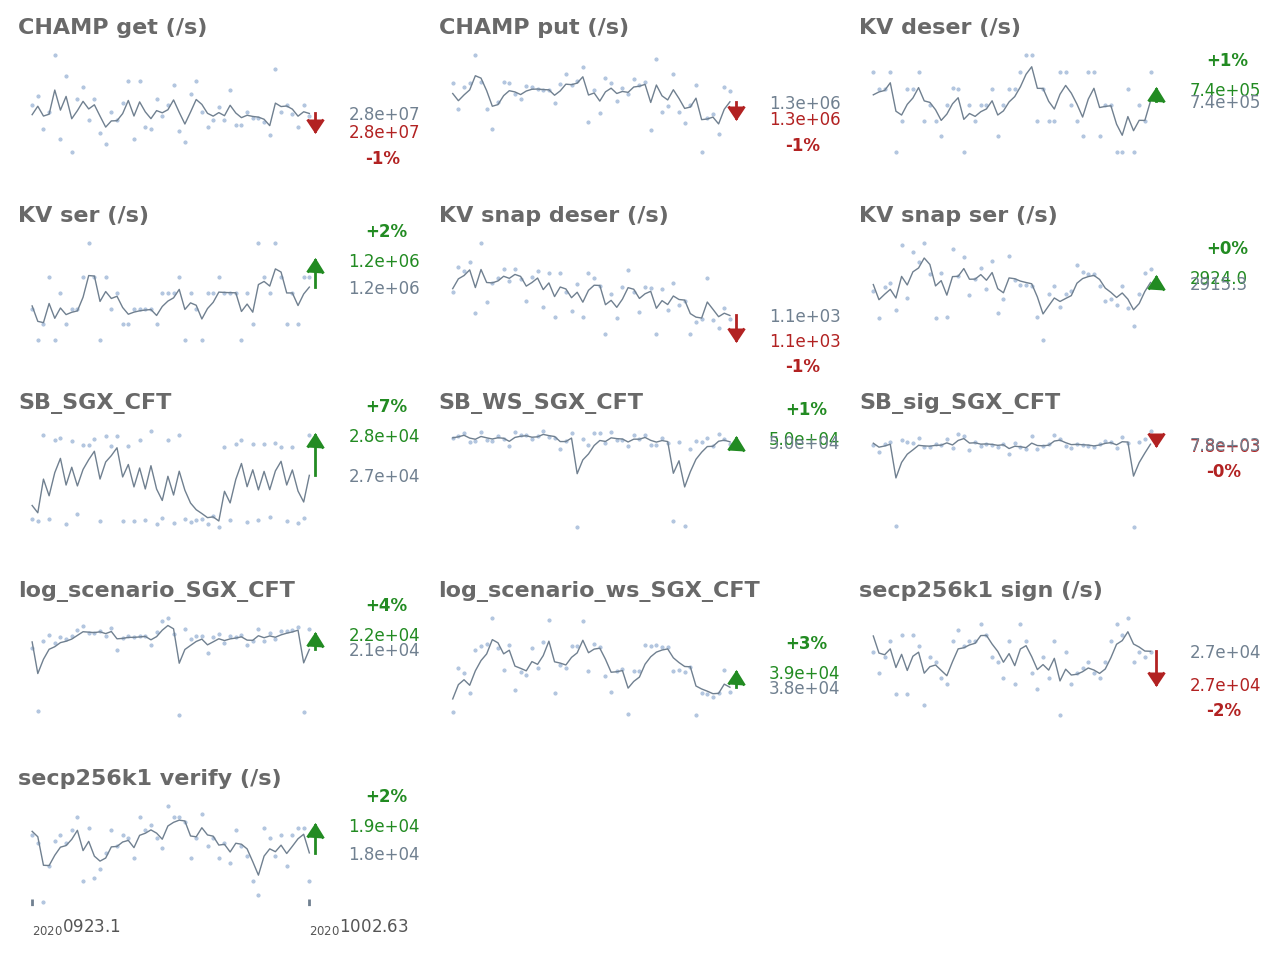 CHAMP get (/s)
2.8e+07
2.8e+07
-1%
CHAMP put (/s)
1.3e+06
1.3e+06
-1%
KV deser (/s)
+1%
7.4e+05
7.4e+05
KV ser (/s)
+2%
1.2e+06
1.2e+06
KV snap deser (/s)
1.1e+03
1.1e+03
-1%
KV snap ser (/s)
+0%
2924.0
2915.5
SB_SGX_CFT
+7%
2.8e+04
2.7e+04
SB_WS_SGX_CFT
+1%
5.0e+04
5.0e+04
SB_sig_SGX_CFT
7.8e+03
7.8e+03
-0%
log_scenario_SGX_CFT
+4%
2.2e+04
2.1e+04
log_scenario_ws_SGX_CFT
+3%
3.9e+04
3.8e+04
secp256k1 sign (/s)
2.7e+04
2.7e+04
-2%
secp256k1 verify (/s)
+2%
1.9e+04
1.8e+04
20200923.1
20201002.63